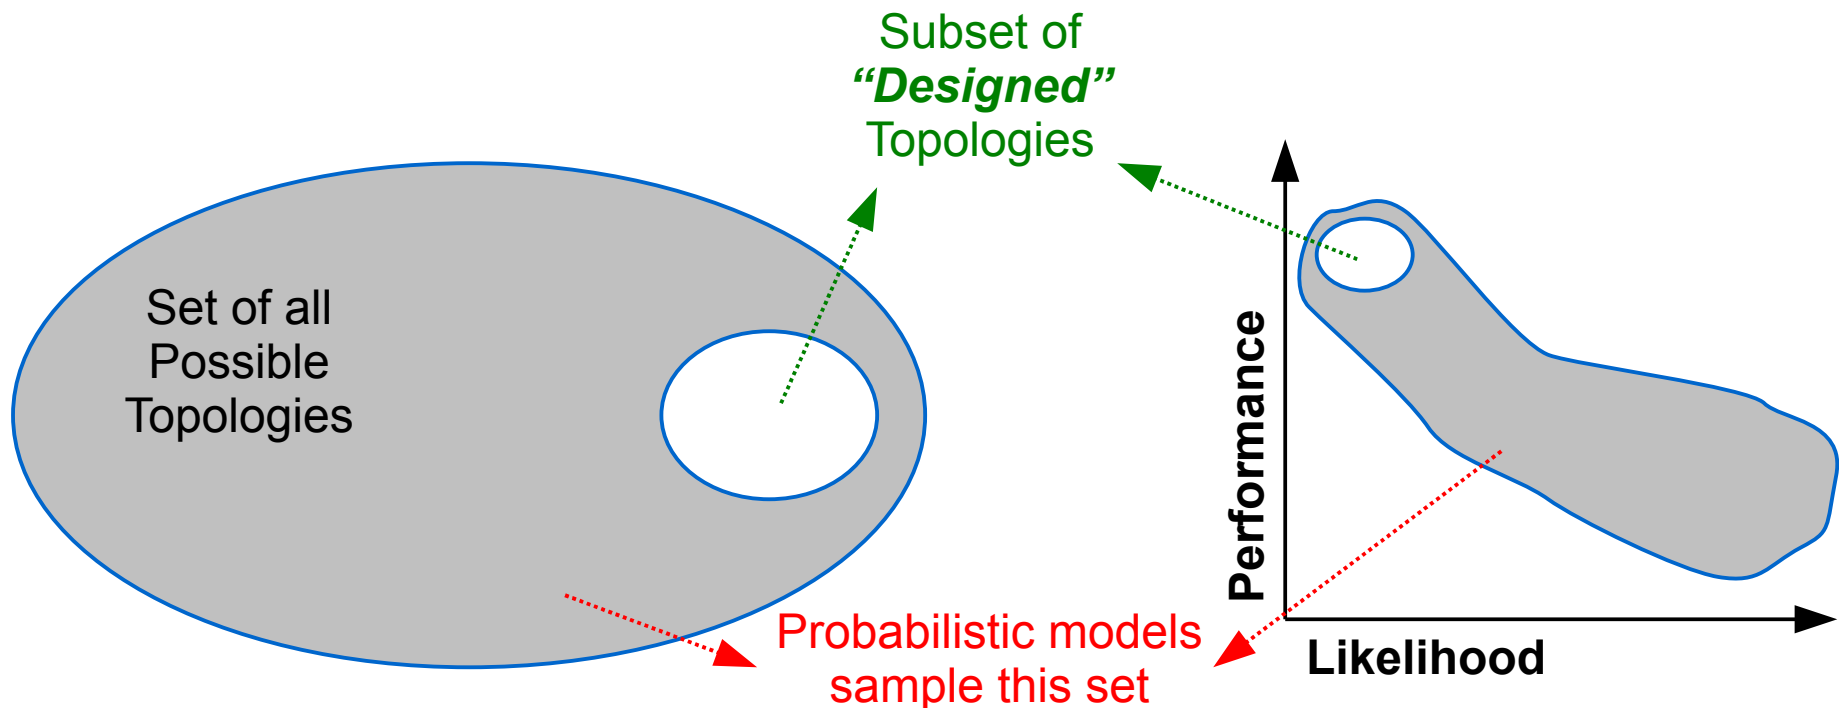 Subset of
“Designed”
Topologies
Set of all
Possible
Topologies
Performance
Likelihood
Probabilistic models
sample this set